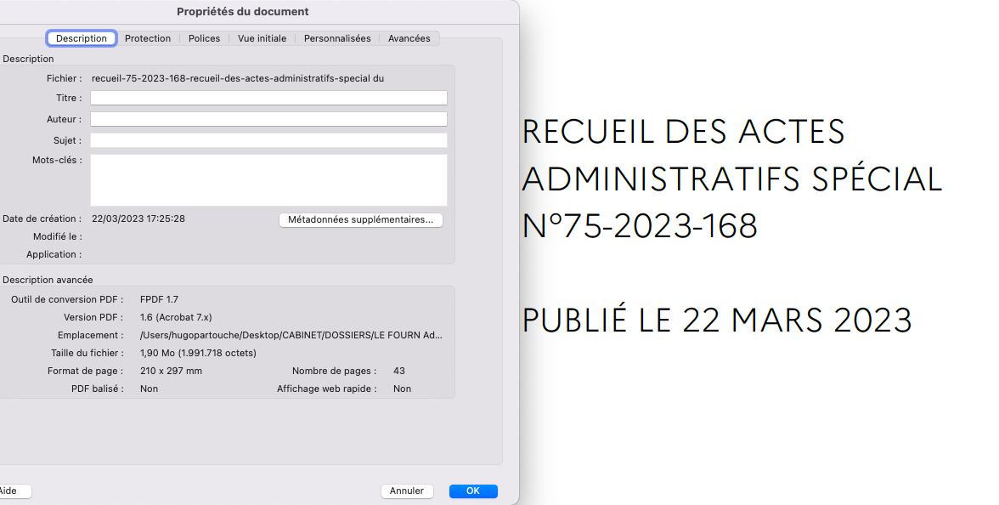 Propriétés du document
Description Protection Polices Vue initiale Personnalisées Avancées
Description
Fichier : recueil-75-2023-168-recueil-des-actes-administratifs-special du
Titre :
Auteur :
Sujet :
Mots-clés :
Date de création : 22/03/2023 17:25:28 Métadonnées supplémentaires...
Modifié le :
Application :
Description avancée
Outil de conversion PDF : FPDF 1.7
Version PDF : 1.6 (Acrobat 7.x)
Emplacement : /Users/hugopartouche/Desktop/CABINET/DOSSIERS/LE FOURN Ad...
Taille du fichier : 1,90 Mo (1.991.718 octets)
Format de page : 210 x 297 mm Nombre de pages : 43
PDF balisé : Non Affichage web rapide : Non
Aide Annuler OK
RECUEIL DES ACTES
ADMINISTRATIFS SPÉCIAL
N°75-2023-168
PUBLIÉ LE 22 MARS 2023